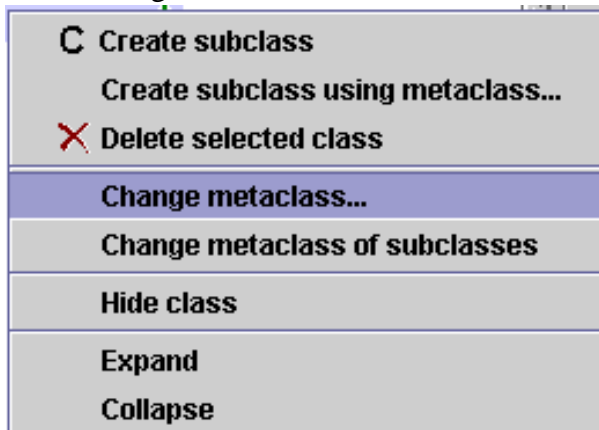 C Create subclass
Create subclass using metaclass...
Delete selected class
Change metaclass...
Change metaclass of subclasses
Hide class
Expand
Collapse